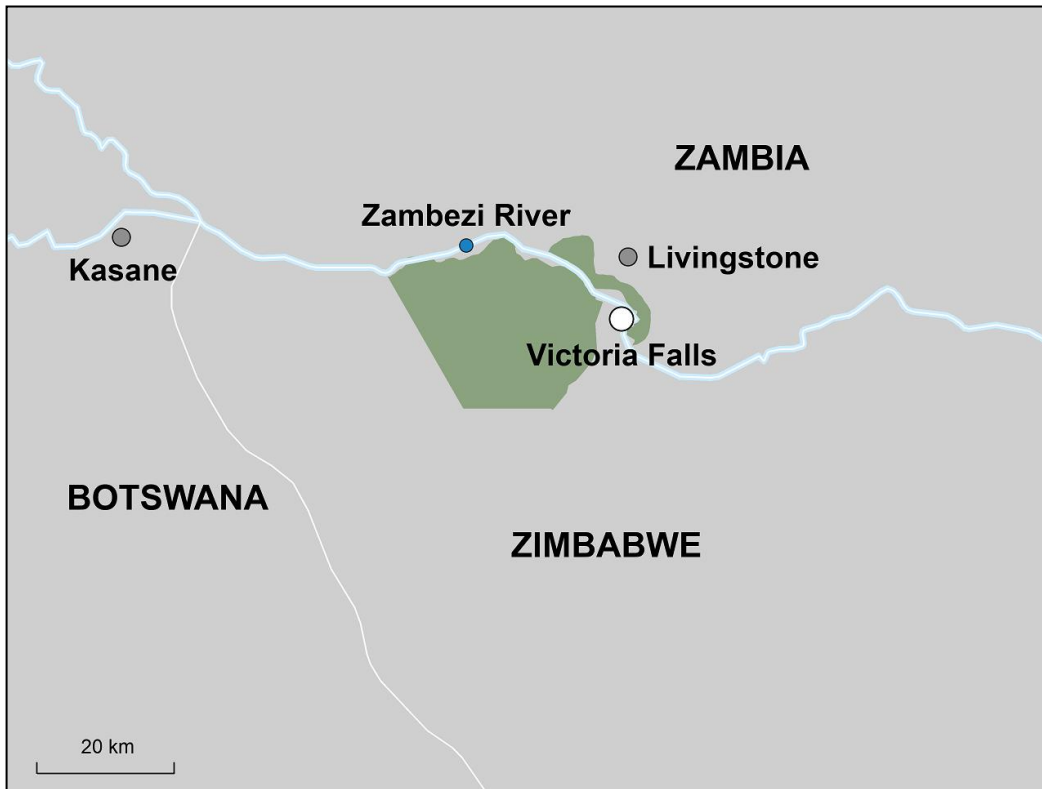 ZAMBIA
Zambezi River
Livingstone
Kasane
Victoria Falls
BOTSWANA
ZIMBABWE
20 km